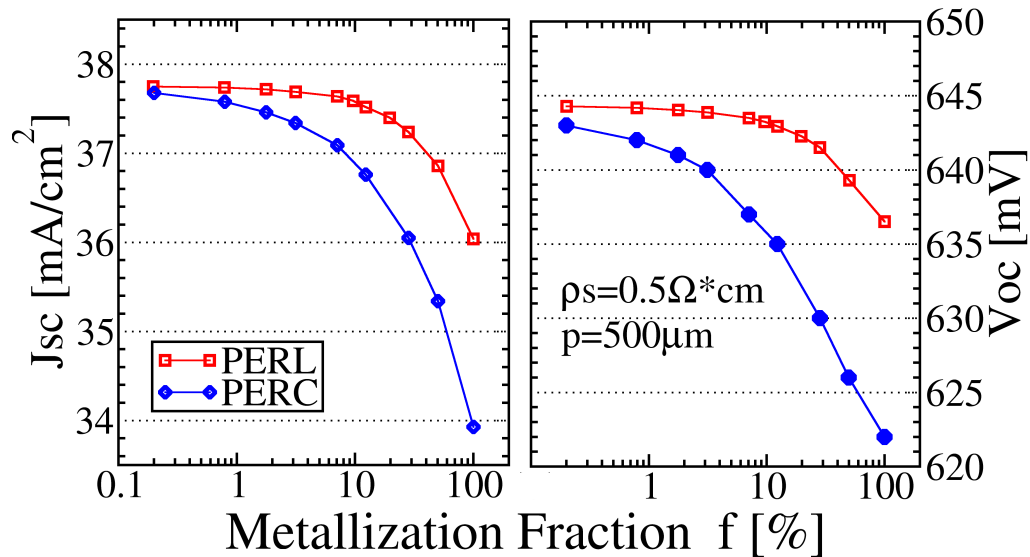 Jsc [mA/cm²]
38
37
36
35
34
PERL
PERC
0.1
1
10
100
ρs=0.5Ω*cm
p=500μm
1
10
100
650
645
640
635
630
625
620
Voc [mV]
Metallization Fraction f [%]